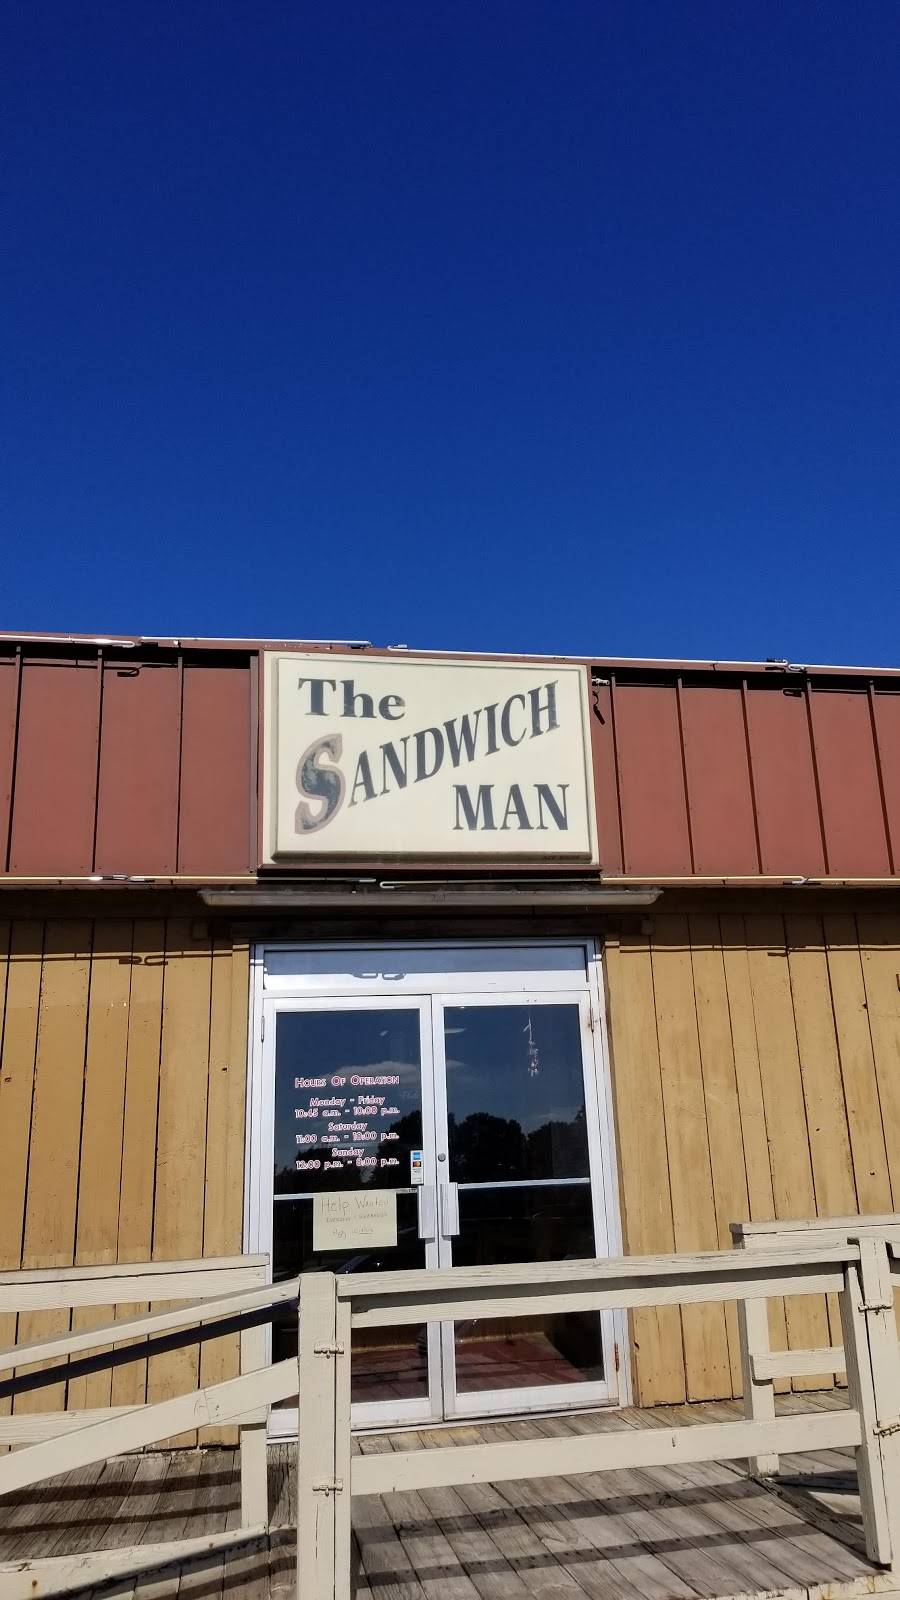 The
SANDWICH
MAN
HOURS OF OPERATION
Monday - Friday
10:45 a.m. - 10:00 p.m.
Saturday
11:00 a.m. - 10:00 p.m.
Sunday
12:00 p.m. - 8:00 p.m.
Help Wanted